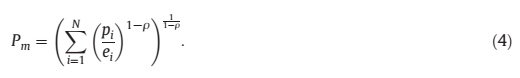 P_m = \left( \sum_{i=1}^{N} \left( \frac{p_i}{e_i} \right)^{1-\rho} \right)^{\frac{1}{1-\rho}}. (4)